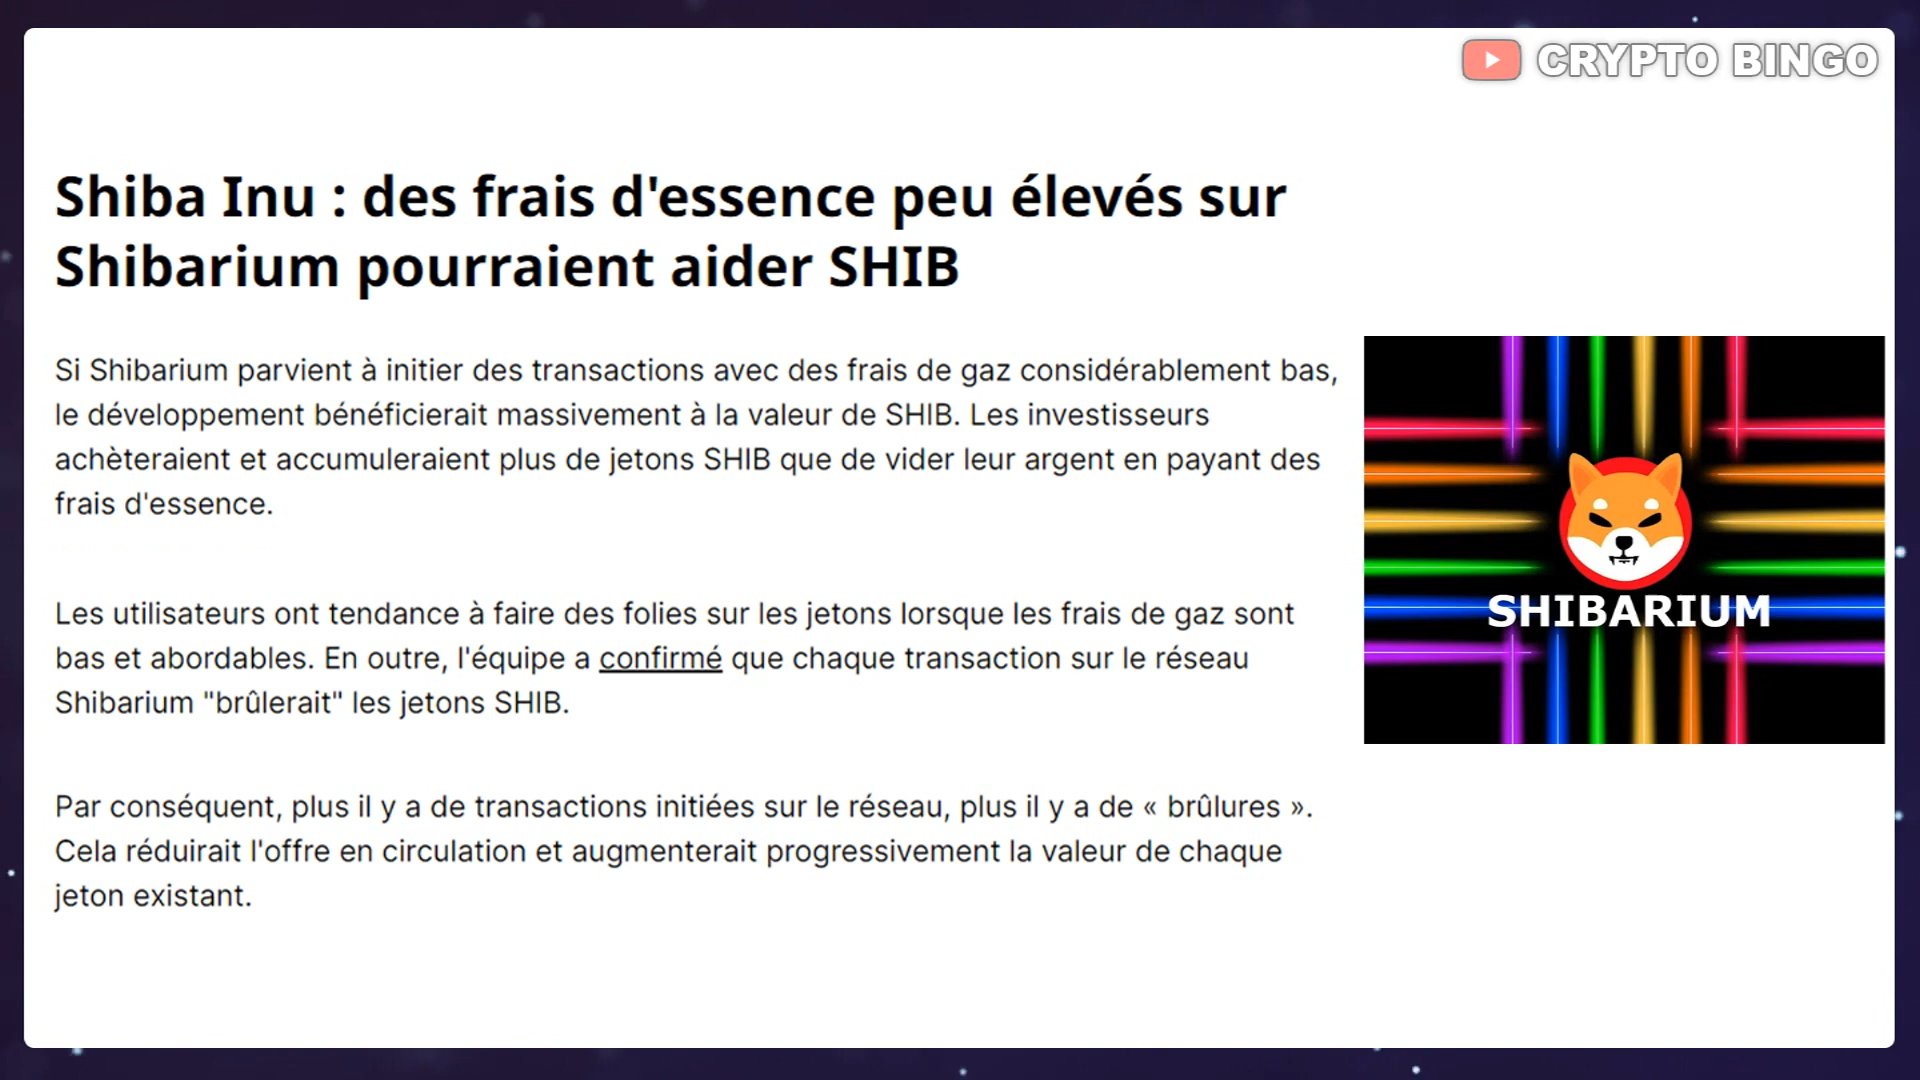 CRYPTO BINGO
Shiba Inu : des frais d'essence peu élevés sur
Shibarium pourraient aider SHIB
Si Shibarium parvient à initier des transactions avec des frais de gaz considérablement bas,
le développement bénéficierait massivement à la valeur de SHIB. Les investisseurs
achèteraient et accumuleraient plus de jetons SHIB que de vider leur argent en payant des
frais d'essence.
Les utilisateurs ont tendance à faire des folies sur les jetons lorsque les frais de gaz sont
bas et abordables. En outre, l'équipe a confirmé que chaque transaction sur le réseau
Shibarium "brûlerait" les jetons SHIB.
Par conséquent, plus il y a de transactions initiées sur le réseau, plus il y a de « brûlures ».
Cela réduirait l'offre en circulation et augmenterait progressivement la valeur de chaque
jeton existant.
SHIBARIUM